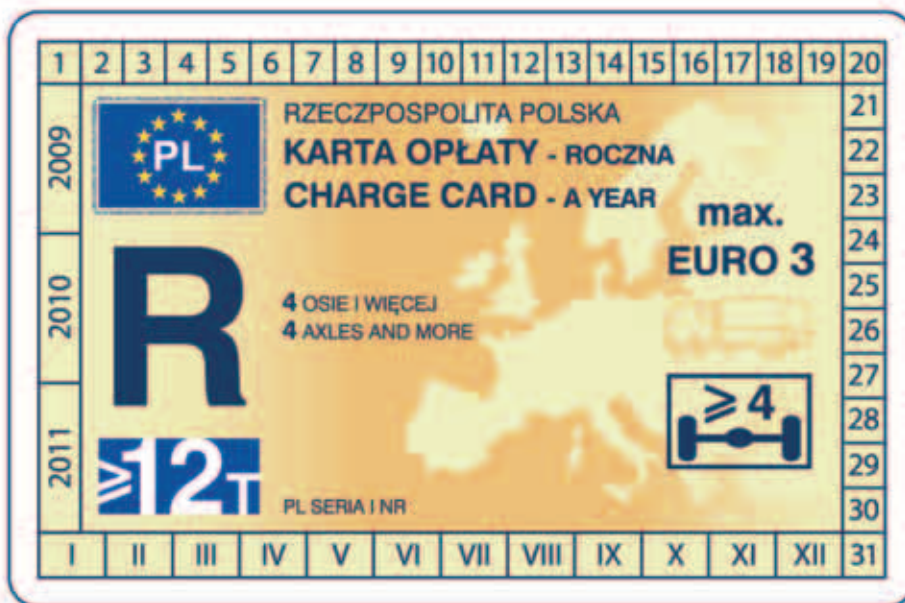 1 2 3 4 5 6 7 8 9 10 11 12 13 14 15 16 17 18 19 20
21
22
23
24
25
26
27
28
29
30
31
2009
2010
2011
PL
RZECZPOSPOLITA POLSKA
KARTA OPŁATY - ROCZNA
CHARGE CARD - A YEAR
max.
EURO 3
R
4 OSIE I WIĘCEJ
4 AXLES AND MORE
≥ 4
≥12T
PL SERIA I NR
I II III IV V VI VII VIII IX X XI XII